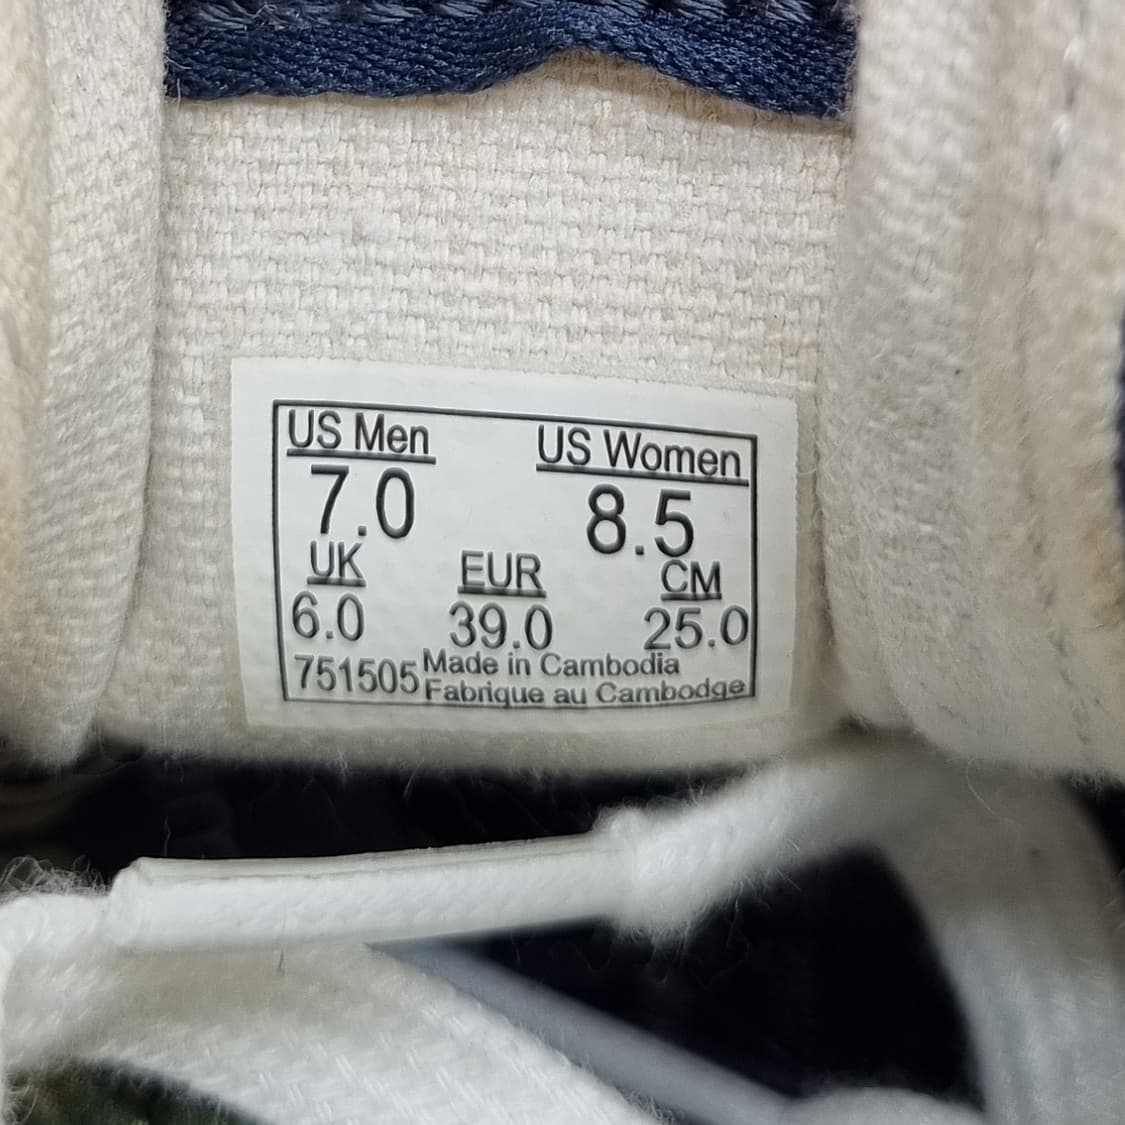 US Men US Women
7.0 8.5
UK EUR CM
6.0 39.0 25.0
751505 Made in Cambodia
Fabrique au Cambodge